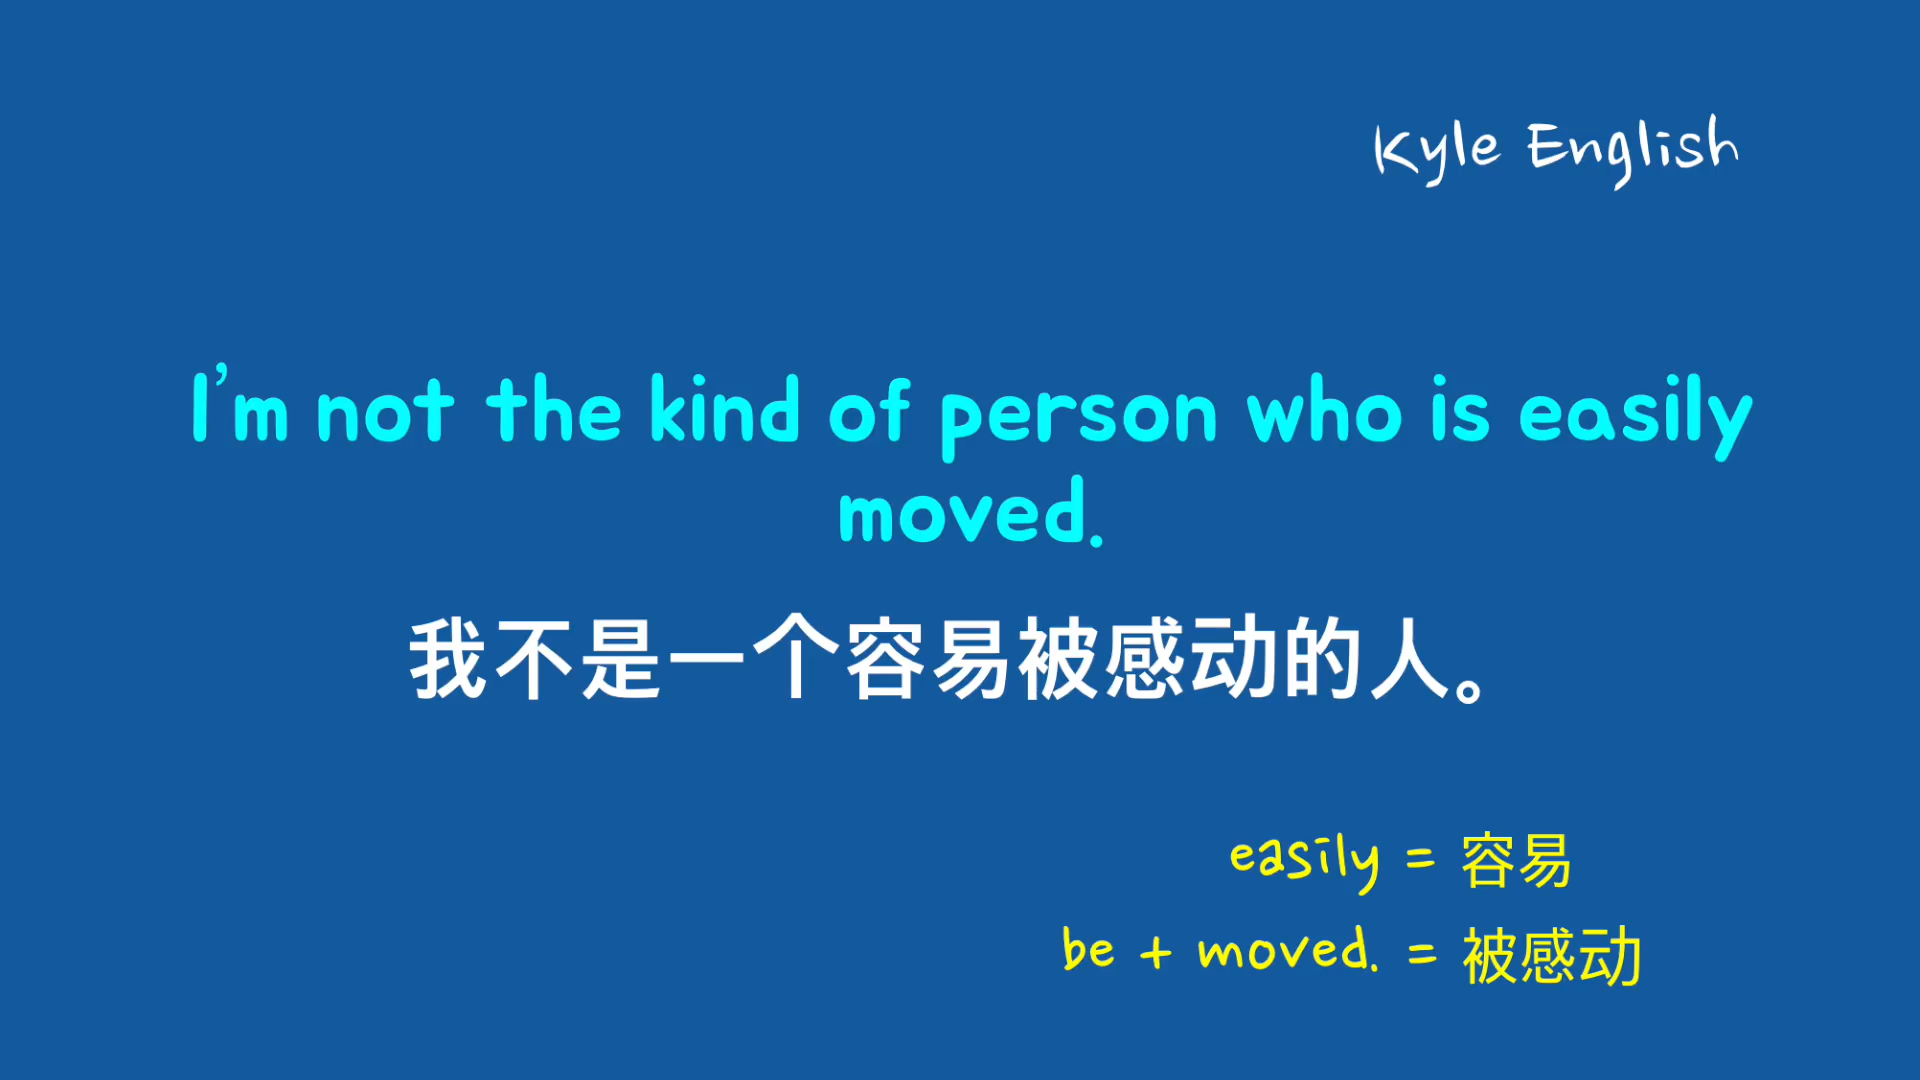 Kyle English
I'm not the kind of person who is easily
moved.
我不是一个容易被感动的人。
easily = 容易
be + moved. = 被感动